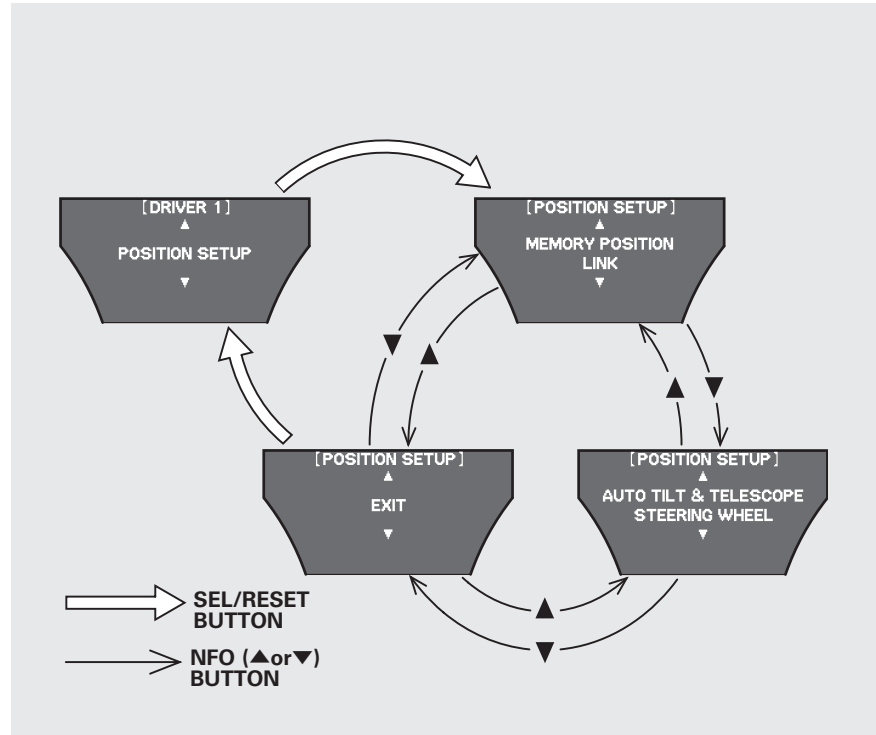 [DRIVER 1]
▲
POSITION SETUP
▼
[POSITION SETUP]
▲
MEMORY POSITION
LINK
▼
▼
▲
▲
▼
[POSITION SETUP]
▲
EXIT
▼
[POSITION SETUP]
▲
AUTO TILT & TELESCOPE
STEERING WHEEL
▼
▲
▼
SEL/RESET
BUTTON
NFO (▲or▼)
BUTTON